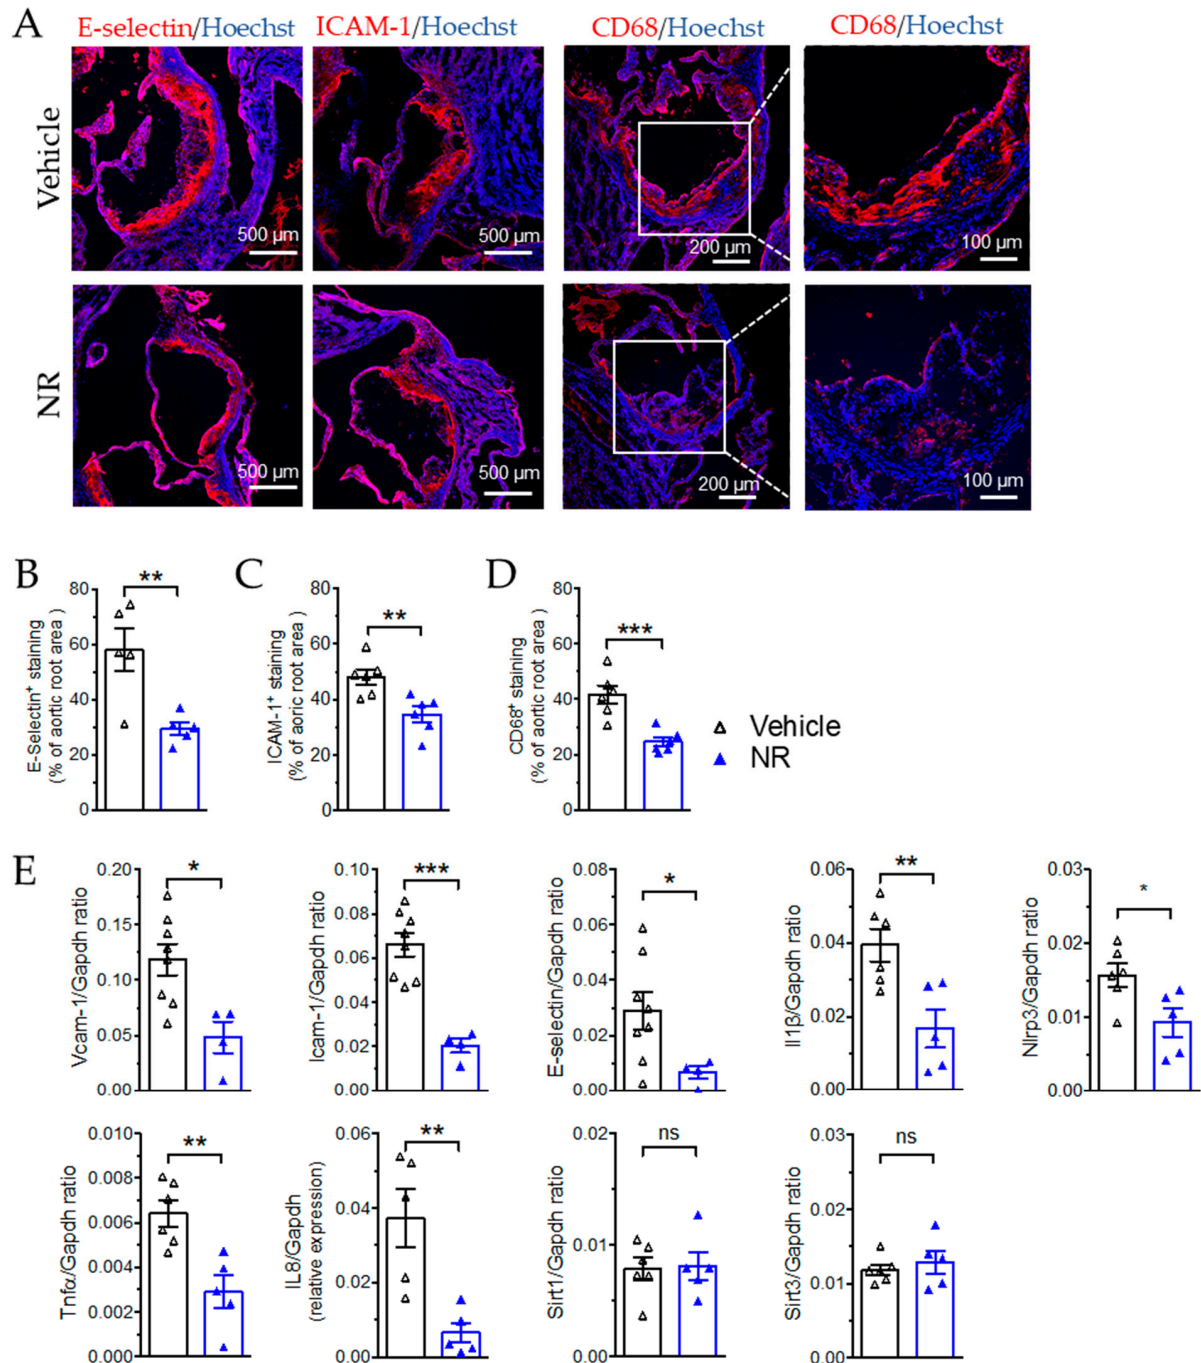 A
E-selectin/Hoechst
ICAM-1/Hoechst
CD68/Hoechst
CD68/Hoechst
Vehicle
500 µm
500 µm
200 µm
100 µm
NR
500 µm
500 µm
200 µm
100 µm
B
E-Selectin⁺ staining
(% of aortic root area )
80
60
40
20
0
**
C
ICAM-1⁺ staining
(% of aoric root area )
80
60
40
20
0
**
D
CD68⁺ staining
(% of aortic root area )
80
60
40
20
0
***
Vehicle
NR
E
Vcam-1/Gapdh ratio
0.20
0.15
0.10
0.05
0.00
*
Icam-1/Gapdh ratio
0.10
0.08
0.06
0.04
0.02
0.00
***
E-selectin/Gapdh ratio
0.08
0.06
0.04
0.02
0.00
*
Il1β/Gapdh ratio
0.06
0.04
0.02
0.00
**
Nlrp3/Gapdh ratio
0.03
0.02
0.01
0.00
*
Tnfα/Gapdh ratio
0.010
0.008
0.006
0.004
0.002
0.000
**
IL8/Gapdh
(relative expression)
0.06
0.04
0.02
0.00
**
Sirt1/Gapdh ratio
0.02
0.01
0.00
ns
Sirt3/Gapdh ratio
0.03
0.02
0.01
0.00
ns